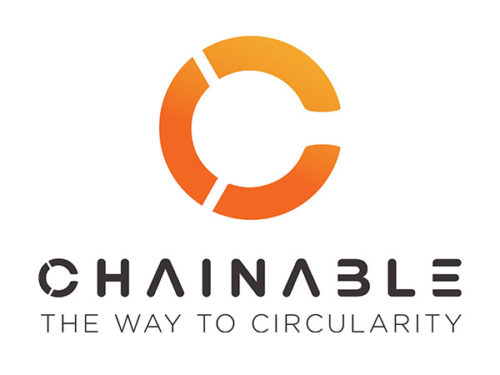 CHAINABLE
THE WAY TO CIRCULARITY